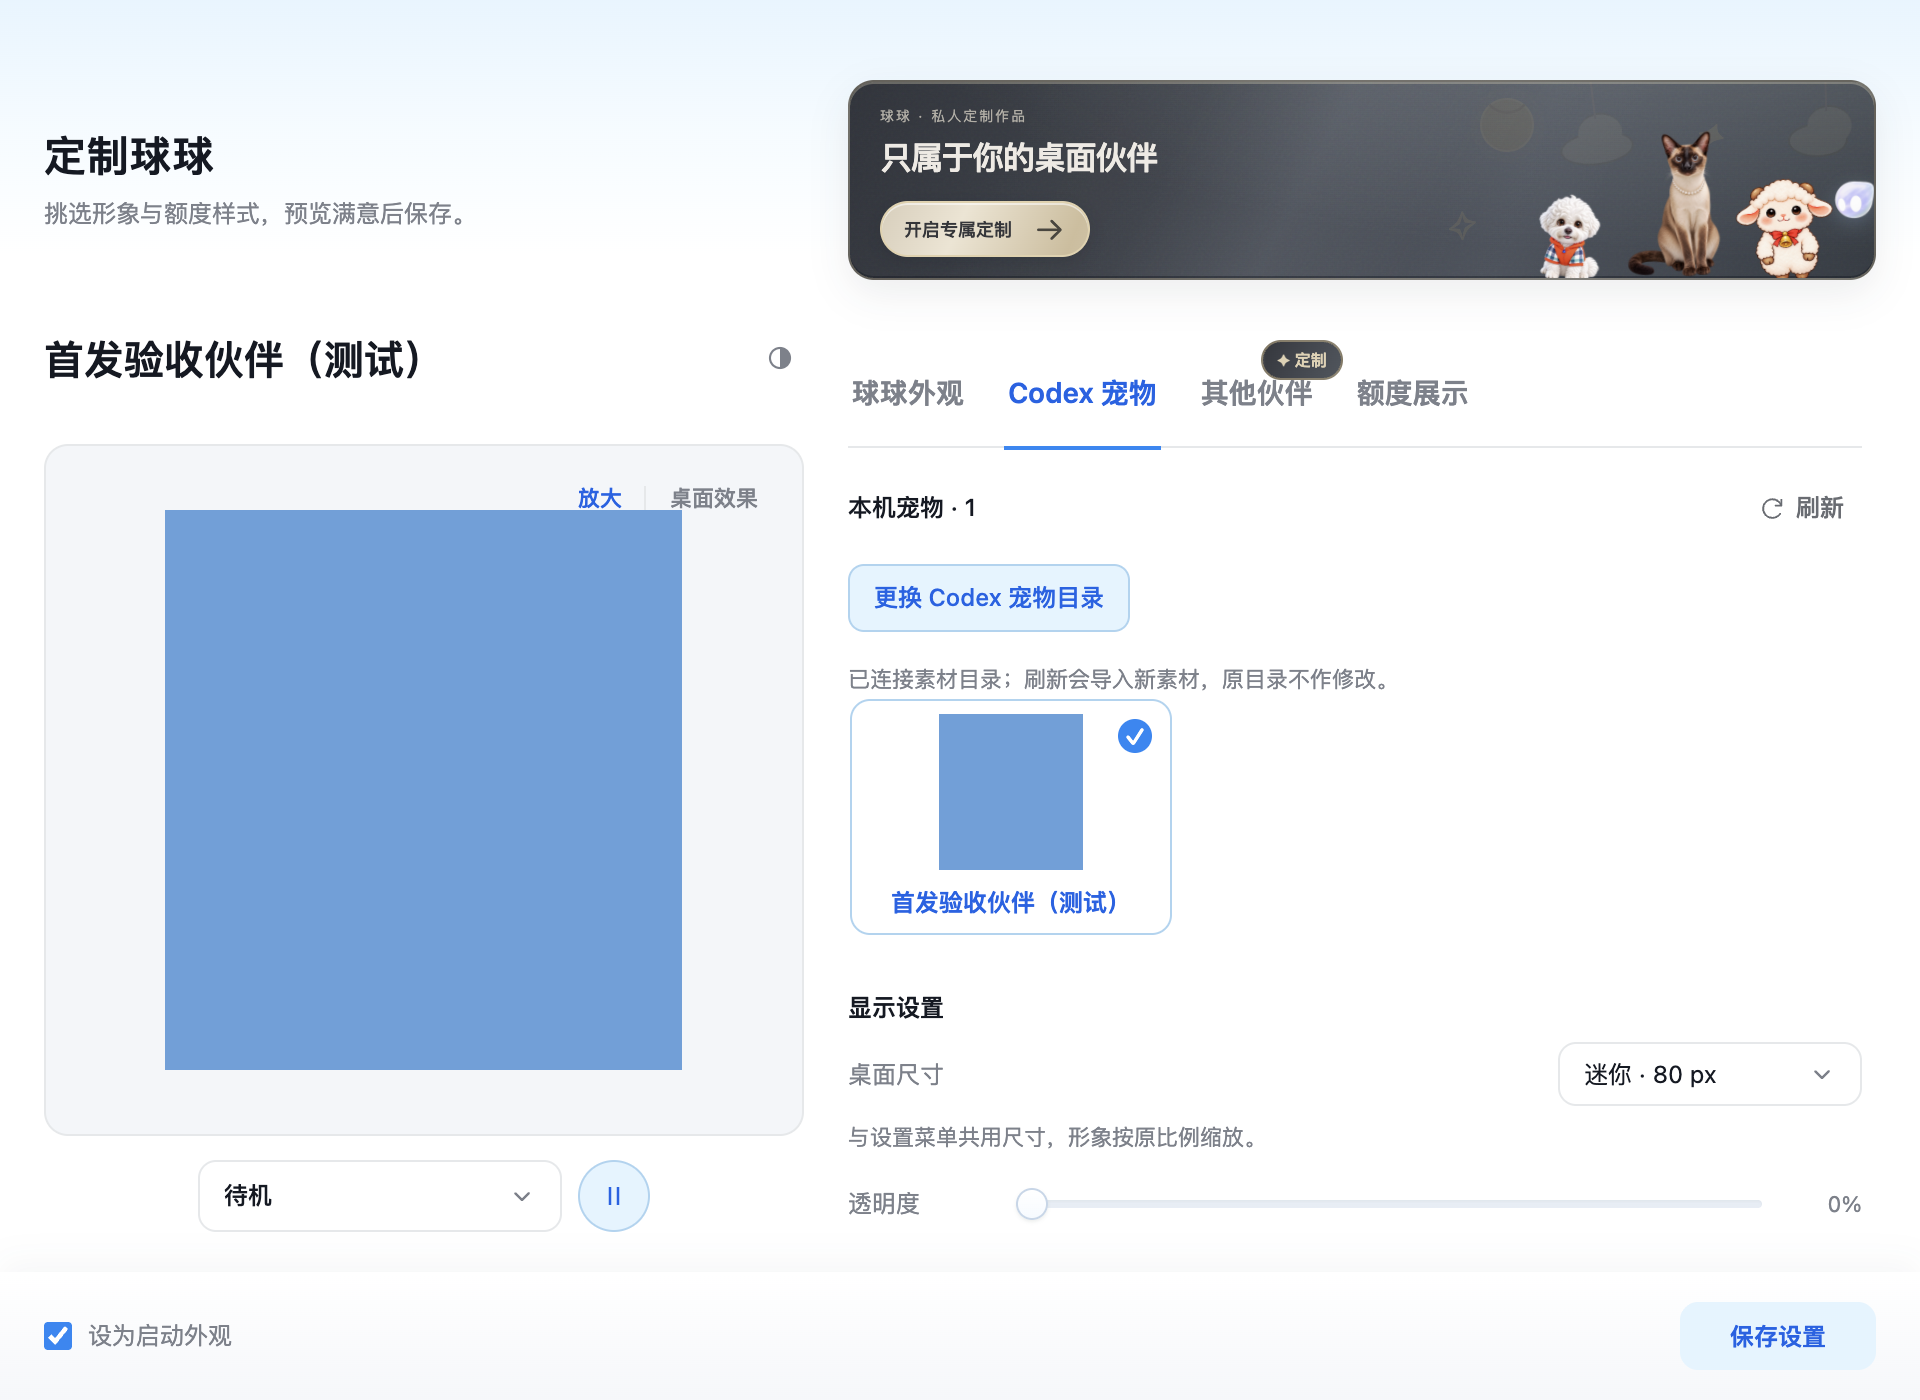 定制球球
挑选形象与额度样式，预览满意后保存。
球球 · 私人定制作品
只属于你的桌面伙伴
开启专属定制
首发验收伙伴（测试）
放大
桌面效果
待机
定制
球球外观
Codex 宠物
其他伙伴
额度展示
本机宠物 · 1
刷新
更换 Codex 宠物目录
已连接素材目录；刷新会导入新素材，原目录不作修改。
首发验收伙伴（测试）
显示设置
桌面尺寸
迷你 · 80 px
与设置菜单共用尺寸，形象按原比例缩放。
透明度
0%
设为启动外观
保存设置